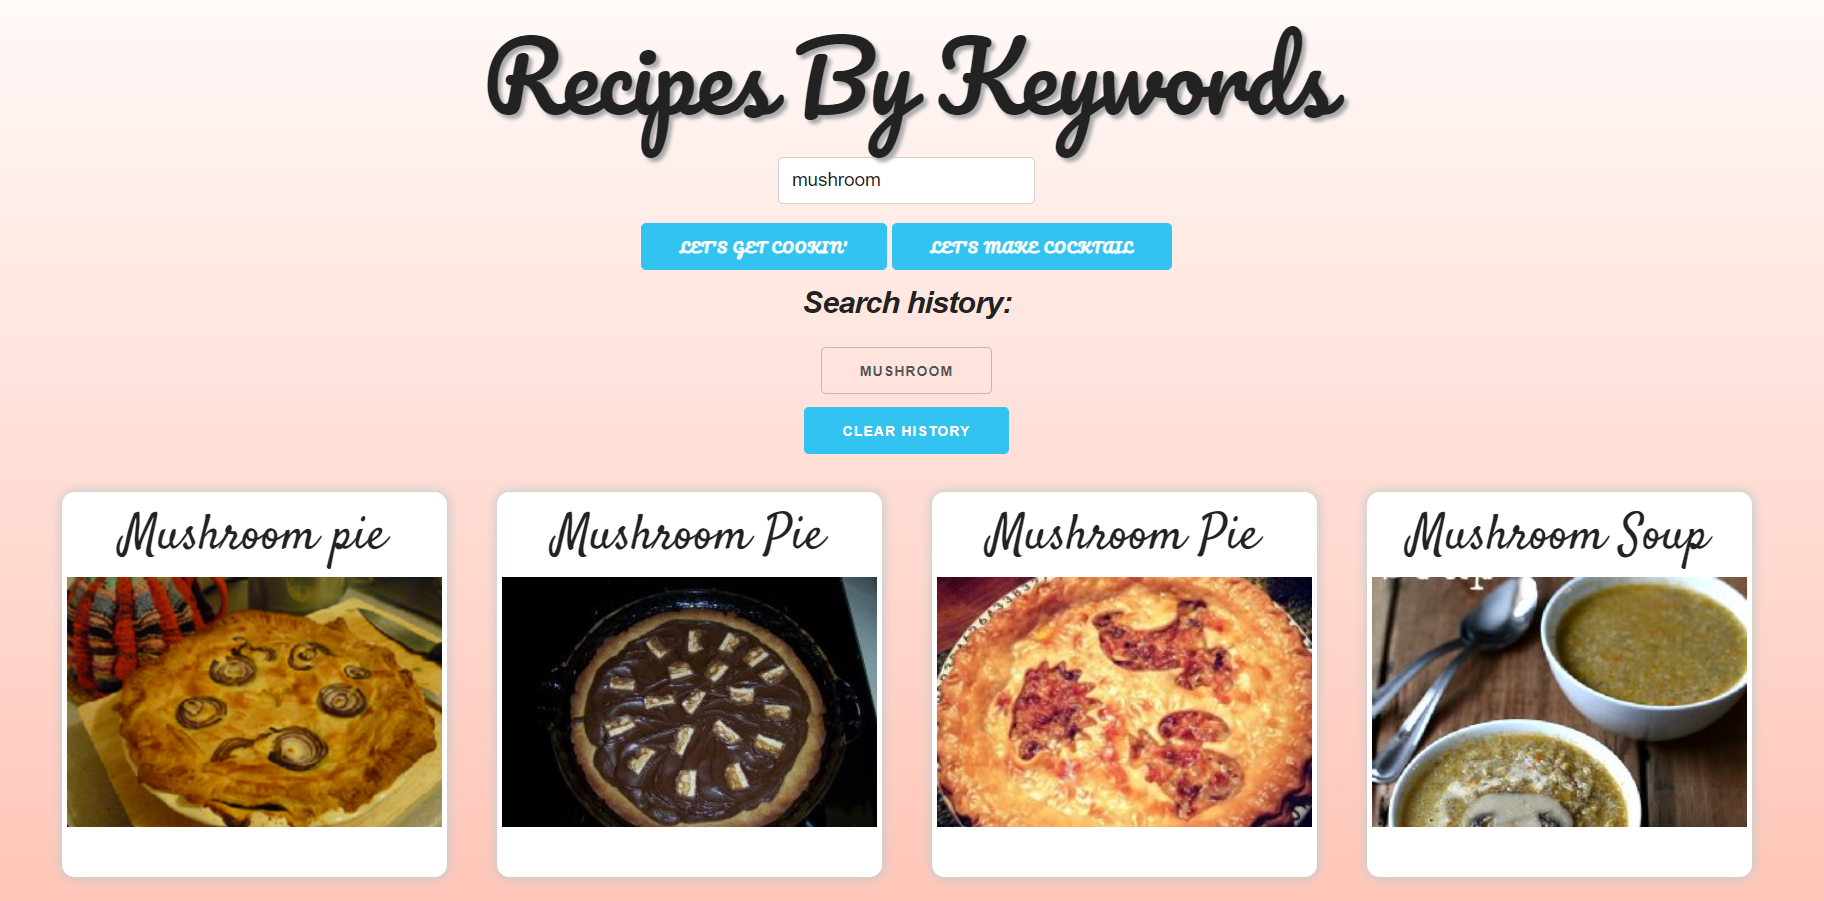 Recipes By Keywords
mushroom
LET'S GET COOKIN' LET'S MAKE COCKTAIL
Search history:
MUSHROOM
CLEAR HISTORY
Mushroom pie Mushroom Pie Mushroom Pie Mushroom Soup